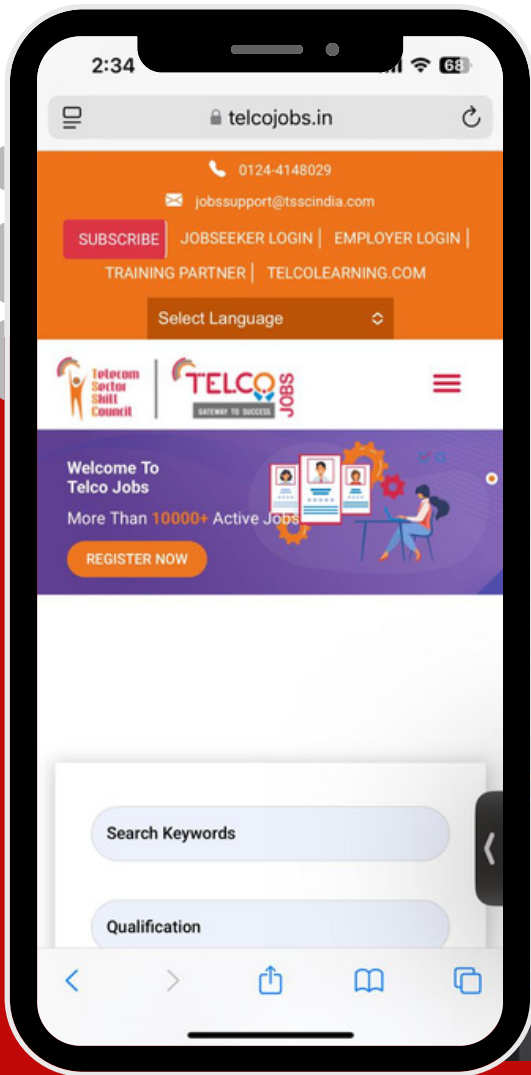 2:34
68
telcojobs.in
0124-4148029
jobssupport@tsscindia.com
SUBSCRIBE JOBSEEKER LOGIN | EMPLOYER LOGIN |
TRAINING PARTNER | TELCOLEARNING.COM
Select Language
Telecom
Sector
Skill
Council
TELCO JOBS
GATEWAY TO SUCCESS
Welcome To
Telco Jobs
More Than 10000+ Active Jobs
REGISTER NOW
Search Keywords
Qualification